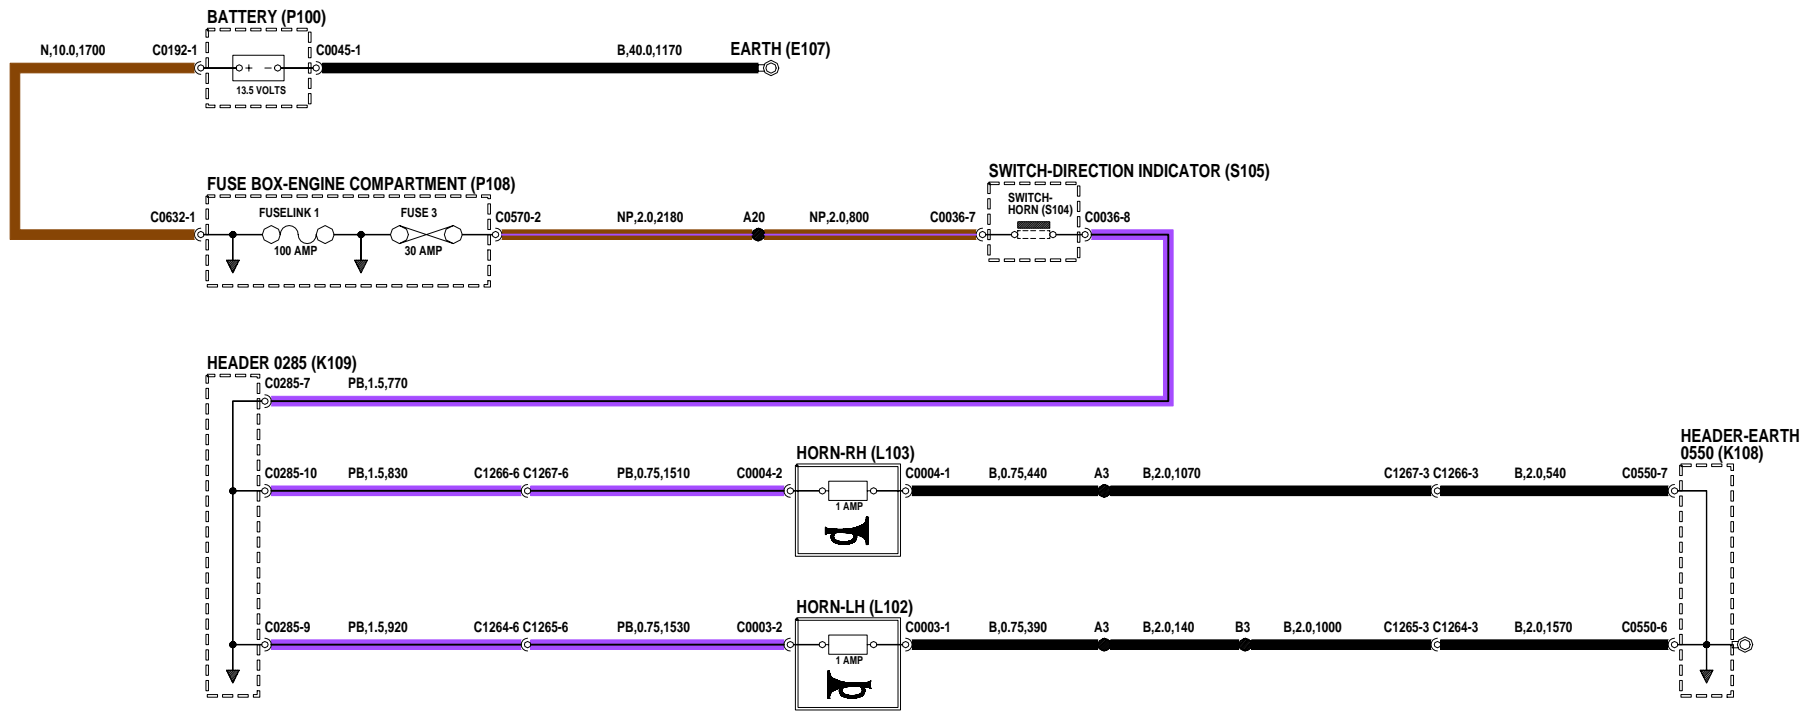 BATTERY (P100)
N,10.0,1700
C0192-1
C0045-1
B,40.0,1170
EARTH (E107)
+
−
13.5 VOLTS
SWITCH-DIRECTION INDICATOR (S105)
FUSE BOX-ENGINE COMPARTMENT (P108)
SWITCH-
HORN (S104)
C0632-1
FUSELINK 1
FUSE 3
C0570-2
NP,2.0,2180
A20
NP,2.0,800
C0036-7
C0036-8
100 AMP
30 AMP
HEADER 0285 (K109)
C0285-7
PB,1.5,770
HEADER-EARTH
0550 (K108)
HORN-RH (L103)
C0285-10
PB,1.5,830
C1266-6 C1267-6
PB,0.75,1510
C0004-2
C0004-1
B,0.75,440
A3
B,2.0,1070
C1267-3 C1266-3
B,2.0,540
C0550-7
1 AMP
HORN-LH (L102)
C0285-9
PB,1.5,920
C1264-6 C1265-6
PB,0.75,1530
C0003-2
C0003-1
B,0.75,390
A3
B,2.0,140
B3
B,2.0,1000
C1265-3 C1264-3
B,2.0,1570
C0550-6
1 AMP